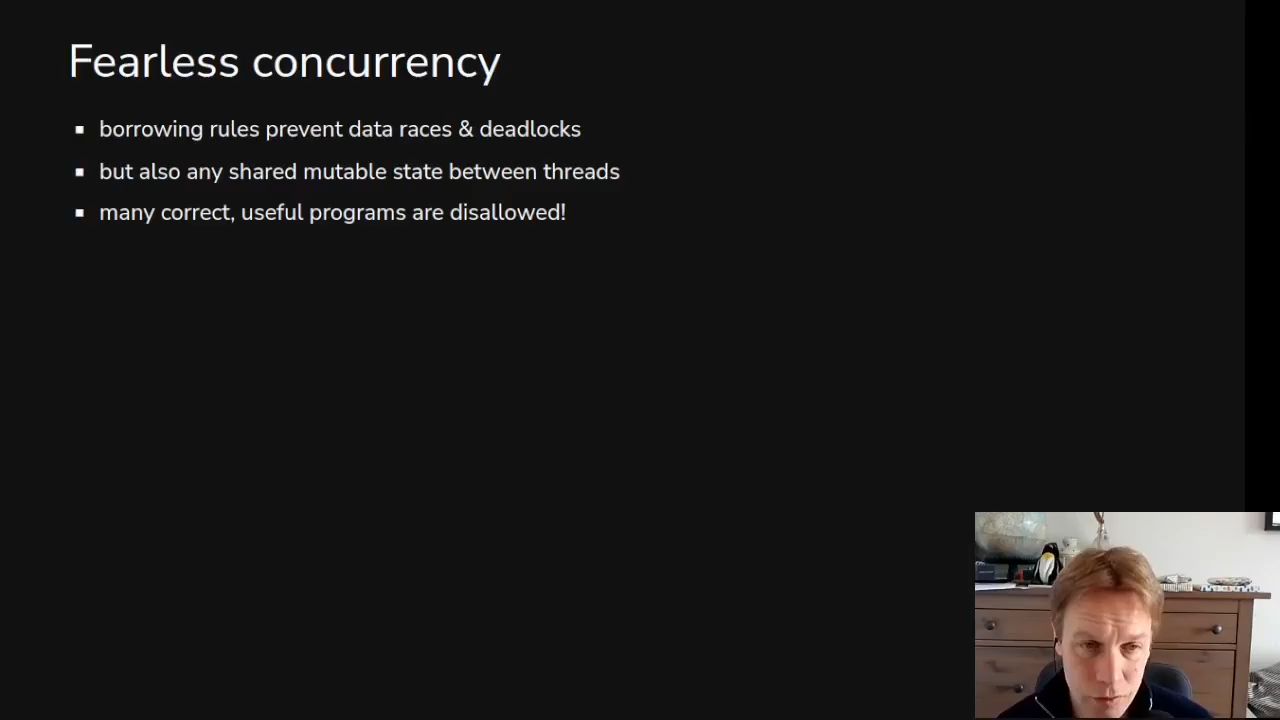 Fearless concurrency
▪ borrowing rules prevent data races & deadlocks
▪ but also any shared mutable state between threads
▪ many correct, useful programs are disallowed!